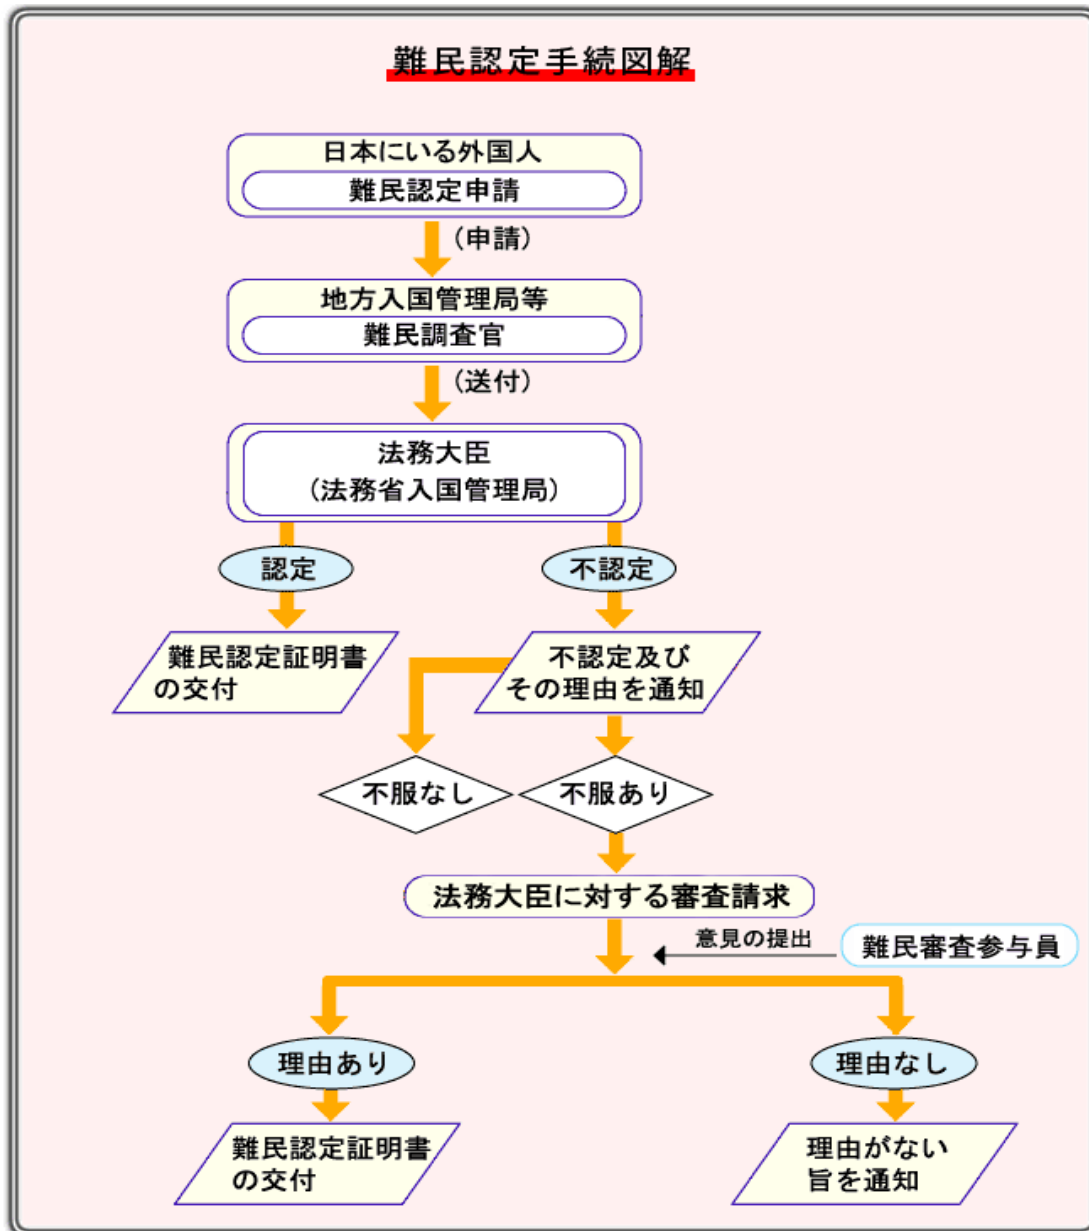 難民認定手続図解
日本にいる外国人
難民認定申請
(申請)
地方入国管理局等
難民調査官
(送付)
法務大臣
(法務省入国管理局)
認定
不認定
難民認定証明書
の交付
不認定及び
その理由を通知
不服なし
不服あり
法務大臣に対する審査請求
意見の提出
難民審査参与員
理由あり
理由なし
難民認定証明書
の交付
理由がない
旨を通知